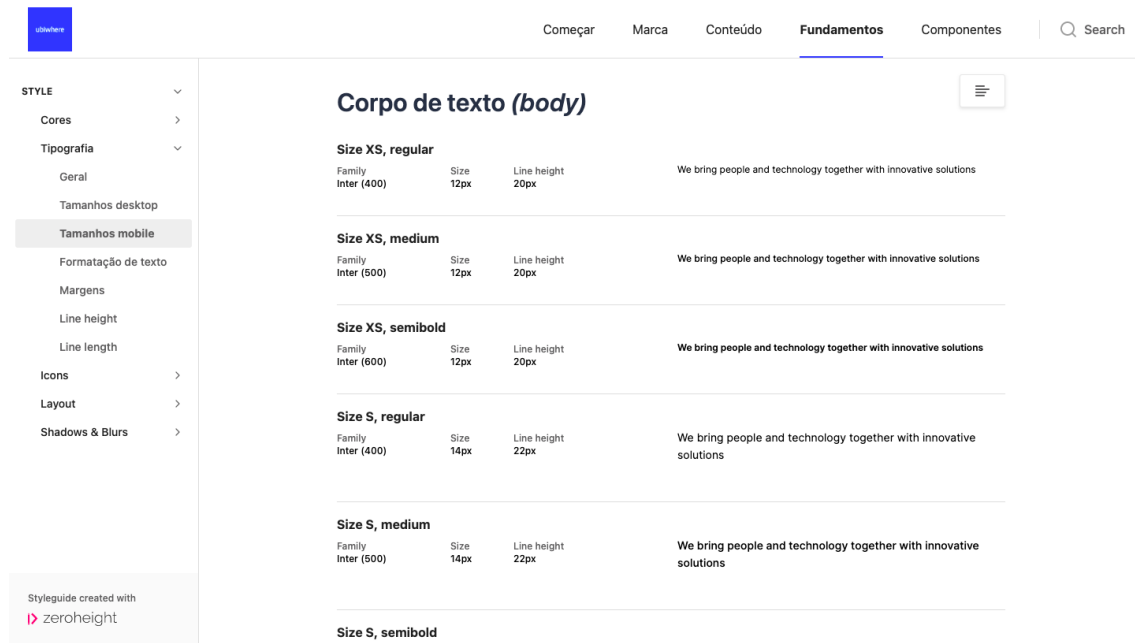 ubiwhere
Começar
Marca
Conteúdo
Fundamentos
Componentes
Search
STYLE
Cores
Tipografia
Geral
Tamanhos desktop
Tamanhos mobile
Formatação de texto
Margens
Line height
Line length
Icons
Layout
Shadows & Blurs
Styleguide created with
zeroheight
Corpo de texto (body)
Size XS, regular
Family Size Line height
Inter (400) 12px 20px
We bring people and technology together with innovative solutions
Size XS, medium
Family Size Line height
Inter (500) 12px 20px
We bring people and technology together with innovative solutions
Size XS, semibold
Family Size Line height
Inter (600) 12px 20px
We bring people and technology together with innovative solutions
Size S, regular
Family Size Line height
Inter (400) 14px 22px
We bring people and technology together with innovative
solutions
Size S, medium
Family Size Line height
Inter (500) 14px 22px
We bring people and technology together with innovative
solutions
Size S, semibold